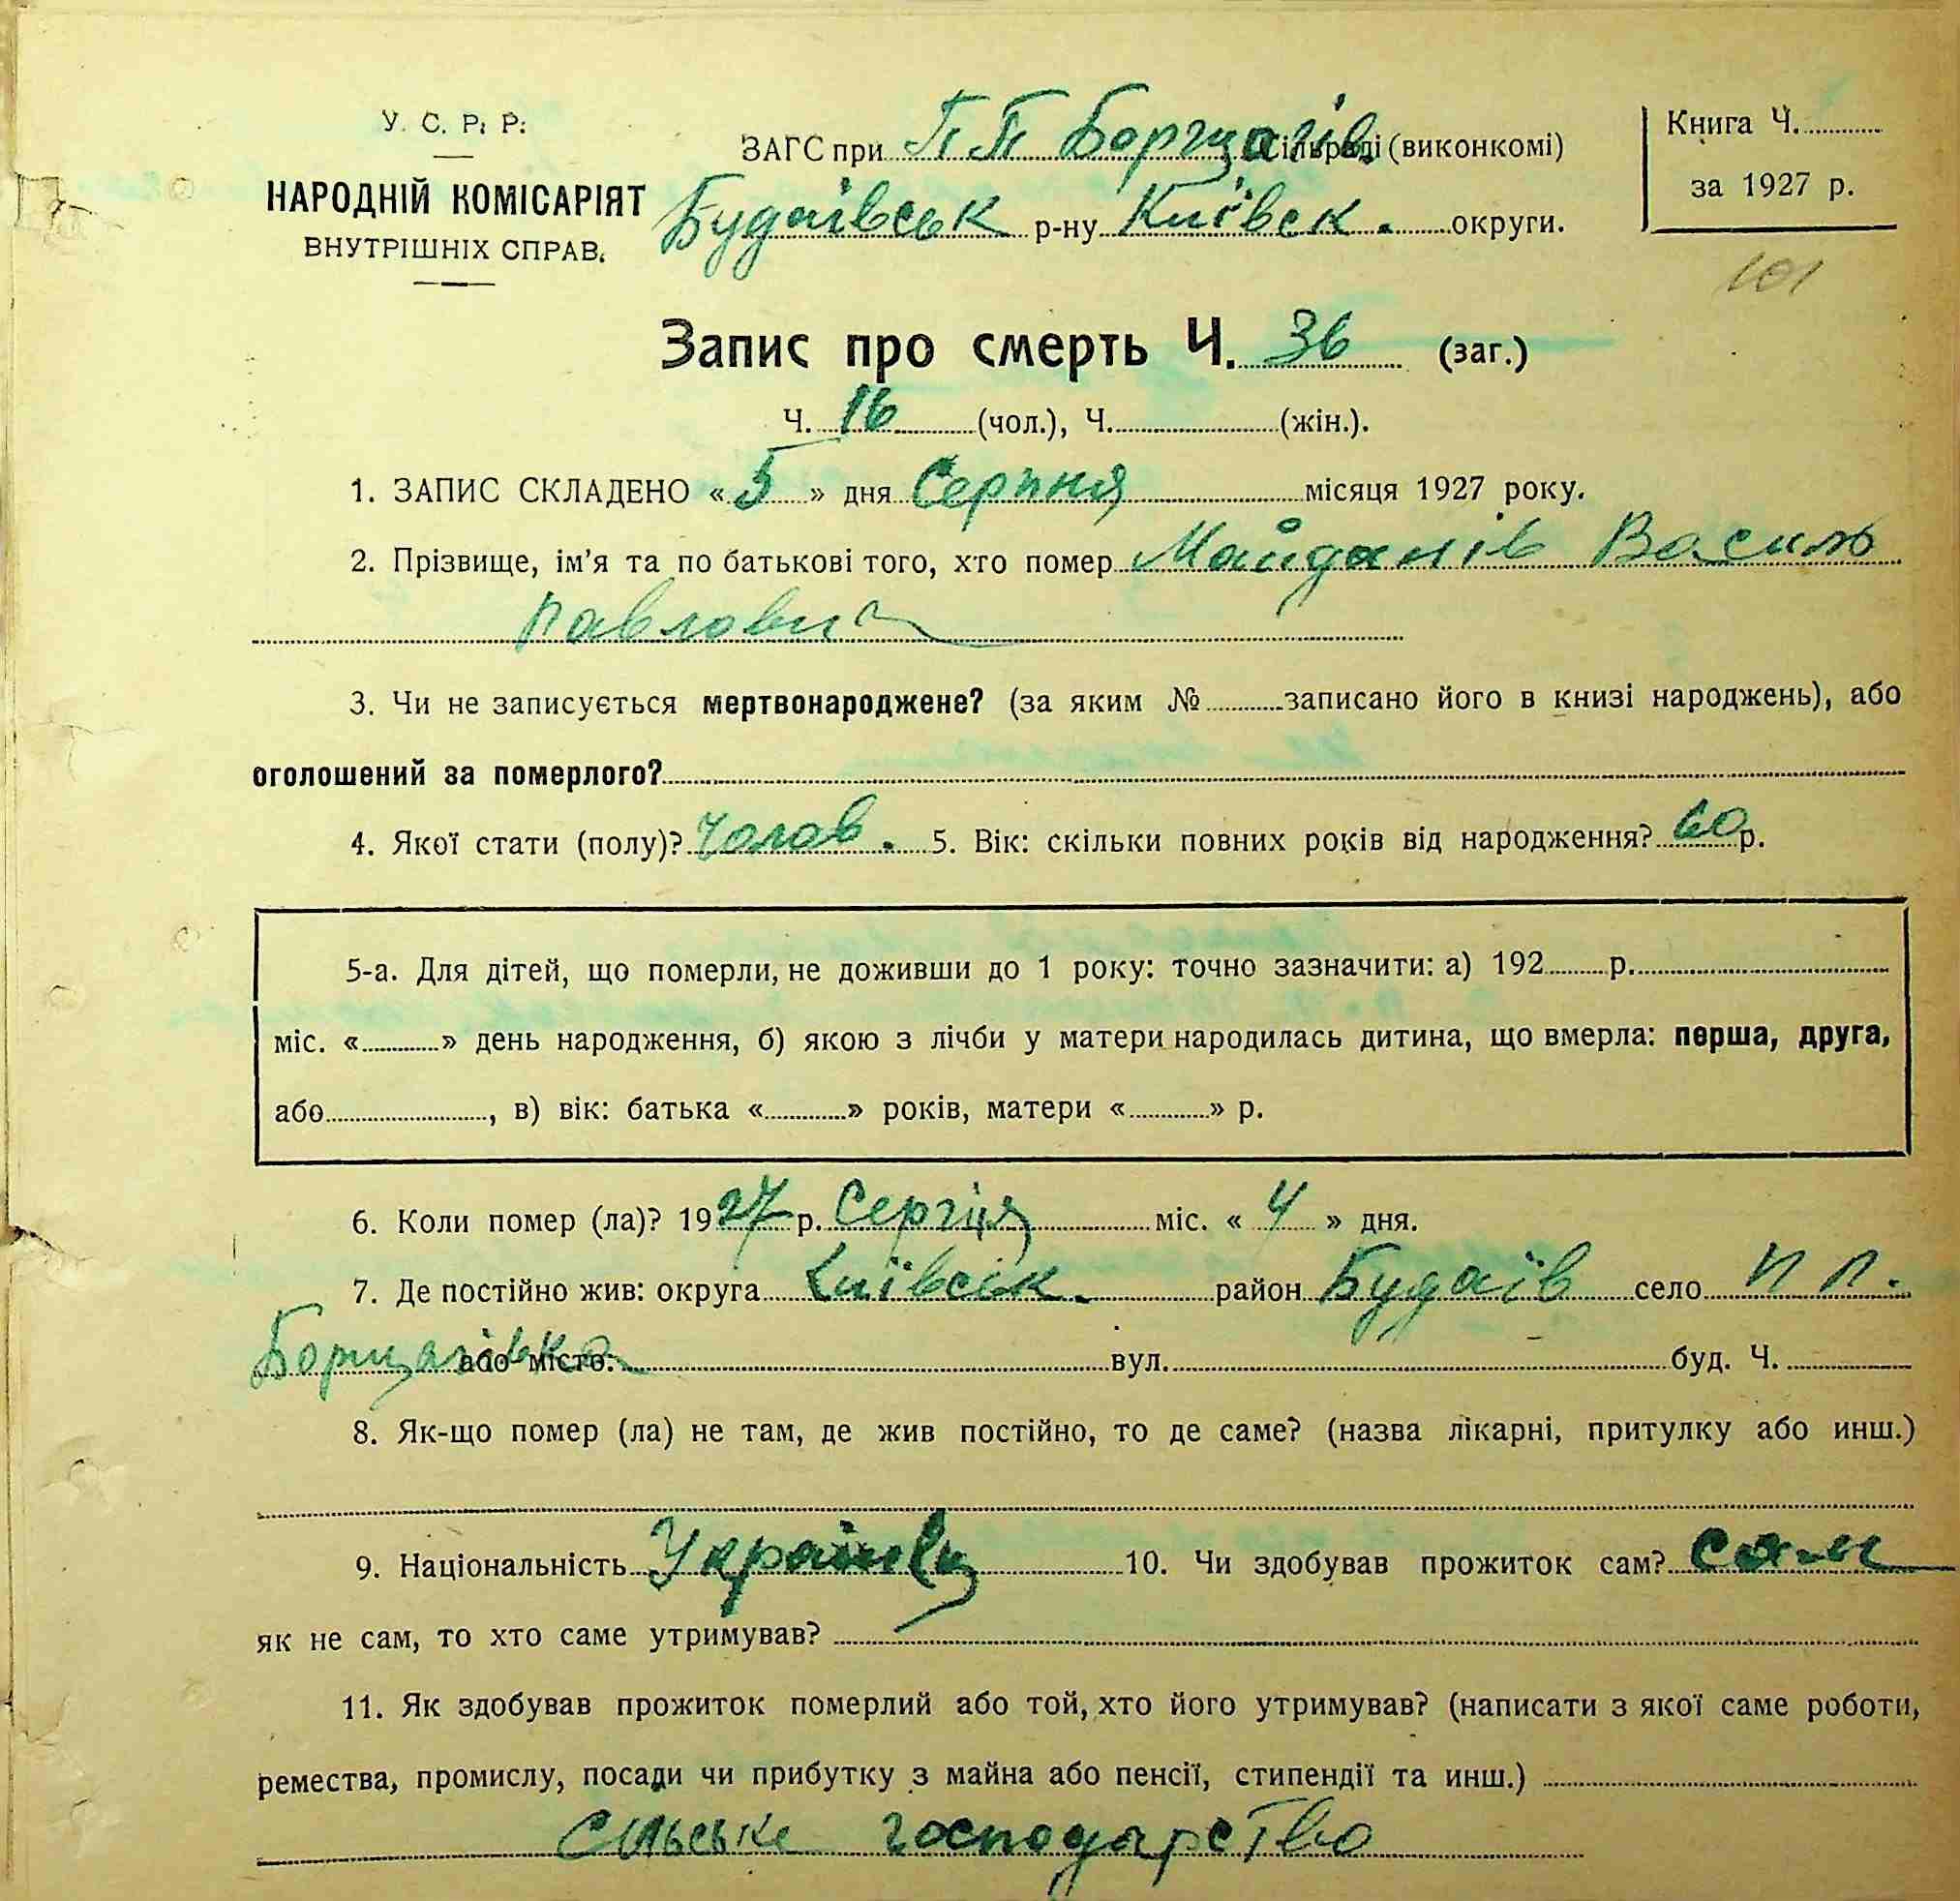 У. С. Р. Р.
НАРОДНІЙ КОМІСАРІЯТ
ВНУТРІШНІХ СПРАВ.
ЗАГС при П П Борщагів. Сільраді (виконкомі)
Будаївськ р-ну Київск. округи.
Книга Ч.
за 1927 р.
101
Запис про смерть Ч. 36 (заг.)
Ч. 16 (чол.), Ч. (жін.).
1. ЗАПИС СКЛАДЕНО « 5 » дня Серпня місяця 1927 року.
2. Прізвище, ім'я та по батькові того, хто помер Майданів Василь
Павлович
3. Чи не записується мертвонароджене? (за яким № записано його в книзі народжень), або
оголошений за померлого?
4. Якої стати (полу)? Чолов. 5. Вік: скільки повних років від народження? 60 р.
5-а. Для дітей, що померли, не доживши до 1 року: точно зазначити: а) 192 р.
міс. « » день народження, б) якою з лічби у матери народилась дитина, що вмерла: перша, друга,
або , в) вік: батька « » років, матери « » р.
6. Коли помер (ла)? 1927 р. Серпня міс. « 4 » дня.
7. Де постійно жив: округа Київськ. район Будаїв село П П.
Борщагівка або місто: вул. буд. Ч.
8. Як-що помер (ла) не там, де жив постійно, то де саме? (назва лікарні, притулку або инш.)
9. Національність Українец 10. Чи здобував прожиток сам? сам
як не сам, то хто саме утримував?
11. Як здобував прожиток померлий або той, хто його утримував? (написати з якої саме роботи,
ремества, промислу, посади чи прибутку з майна або пенсії, стипендії та инш.)
Сільське господарство